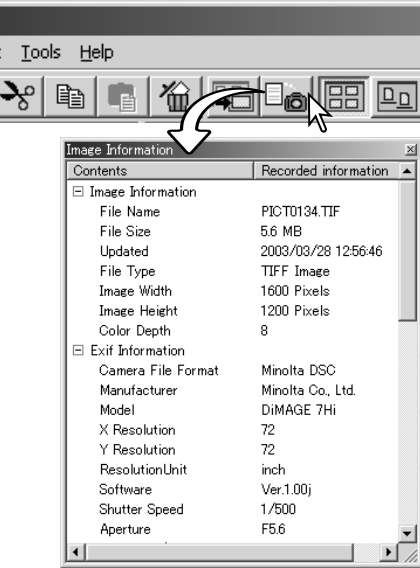 Tools Help
Image Information
Contents Recorded information
Image Information
File Name PICT0134.TIF
File Size 5.6 MB
Updated 2003/03/28 12:56:46
File Type TIFF Image
Image Width 1600 Pixels
Image Height 1200 Pixels
Color Depth 8
Exif Information
Camera File Format Minolta DSC
Manufacturer Minolta Co., Ltd.
Model DiMAGE 7Hi
X Resolution 72
Y Resolution 72
ResolutionUnit inch
Software Ver.1.00j
Shutter Speed 1/500
Aperture F5.6